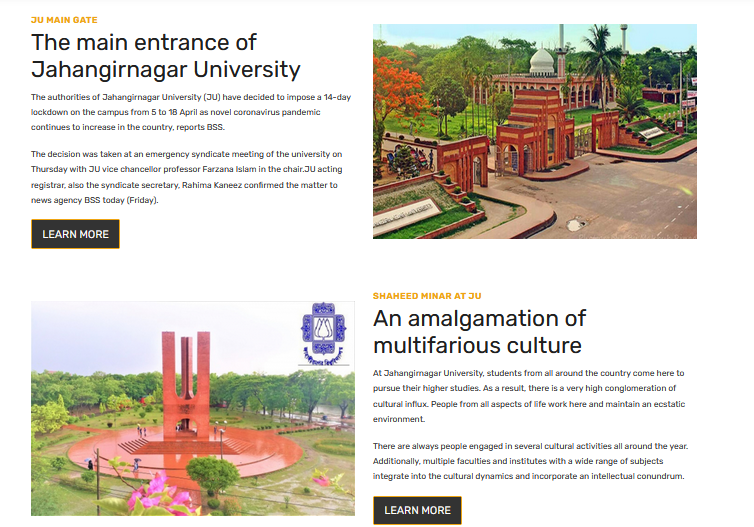 JU MAIN GATE
The main entrance of
Jahangirnagar University
The authorities of Jahangirnagar University (JU) have decided to impose a 14-day
lockdown on the campus from 5 to 18 April as novel coronavirus pandemic
continues to increase in the country, reports BSS.
The decision was taken at an emergency syndicate meeting of the university on
Thursday with JU vice chancellor professor Farzana Islam in the chair.JU acting
registrar, also the syndicate secretary, Rahima Kaneez confirmed the matter to
news agency BSS today (Friday).
LEARN MORE
SHAHEED MINAR AT JU
An amalgamation of
multifarious culture
At Jahangirnagar University, students from all around the country come here to
pursue their higher studies. As a result, there is a very high conglomeration of
cultural influx. People from all aspects of life work here and maintain an ecstatic
environment.
There are always people engaged in several cultural activities all around the year.
Additionally, multiple faculties and institutes with a wide range of subjects
integrate into the cultural dynamics and incorporate an intellectual conundrum.
LEARN MORE